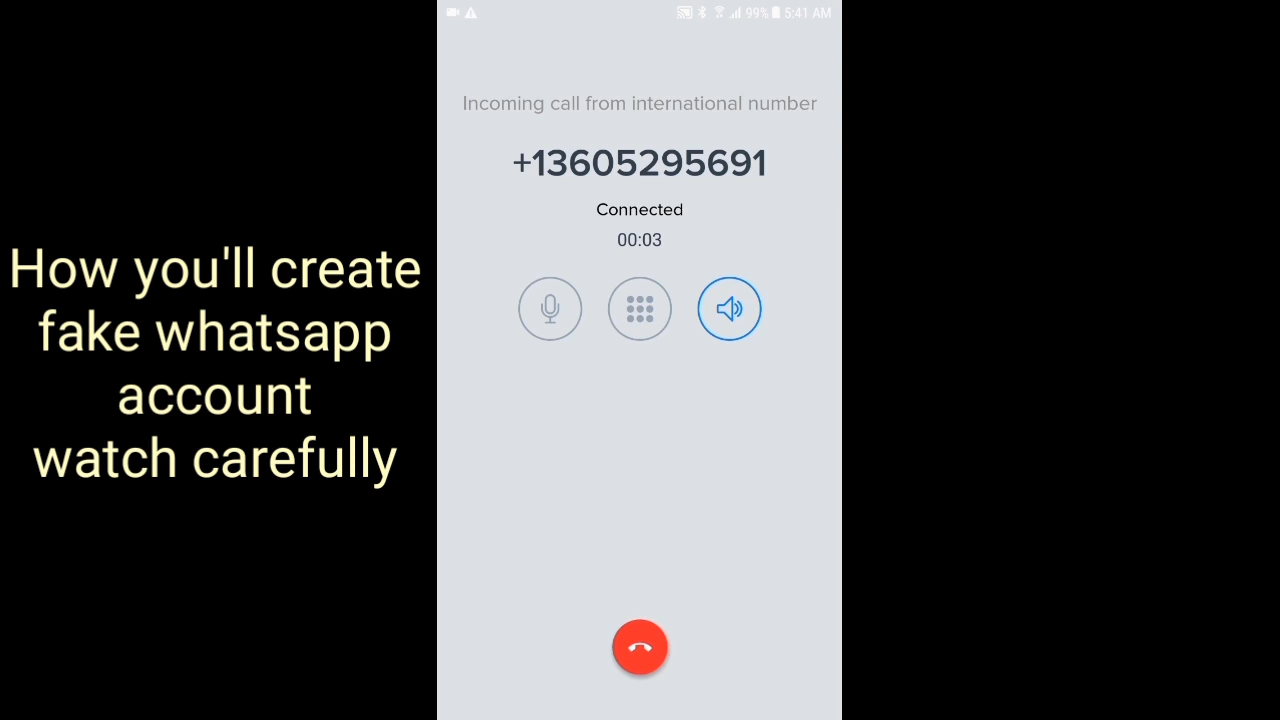 99% 5:41 AM
Incoming call from international number
+13605295691
Connected
00:03
How you'll create
fake whatsapp
account
watch carefully